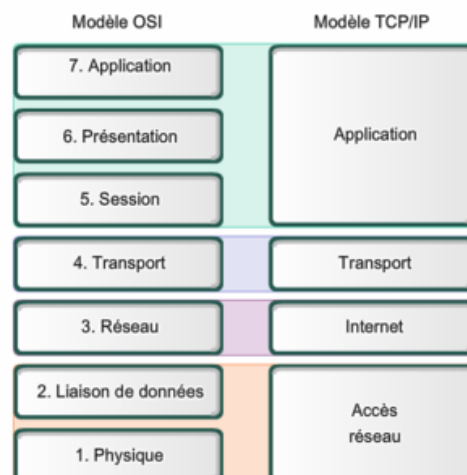 Modèle OSI
Modèle TCP/IP
7. Application
6. Présentation
5. Session
Application
4. Transport
Transport
3. Réseau
Internet
2. Liaison de données
1. Physique
Accès
réseau